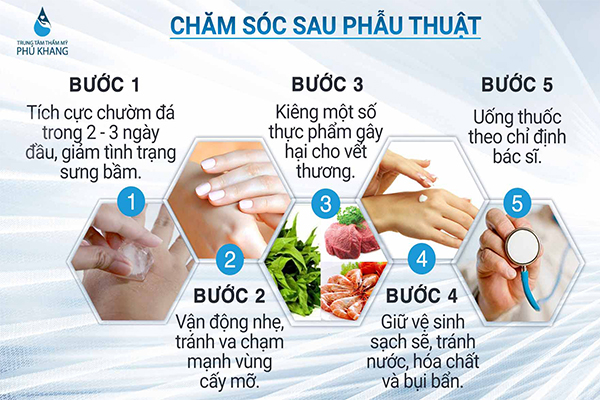 TRUNG TÂM THẨM MỸ
PHÚ KHANG
CHĂM SÓC SAU PHẪU THUẬT
BƯỚC 1
Tích cực chườm đá
trong 2 - 3 ngày
đầu, giảm tình trạng
sưng bầm.
1
2
BƯỚC 2
Vận động nhẹ,
tránh va chạm
mạnh vùng
cấy mỡ.
BƯỚC 3
Kiêng một số
thực phẩm gây
hại cho vết
thương.
3
4
BƯỚC 4
Giữ vệ sinh
sạch sẽ, tránh
nước, hóa chất
và bụi bẩn.
BƯỚC 5
Uống thuốc
theo chỉ định
bác sĩ.
5